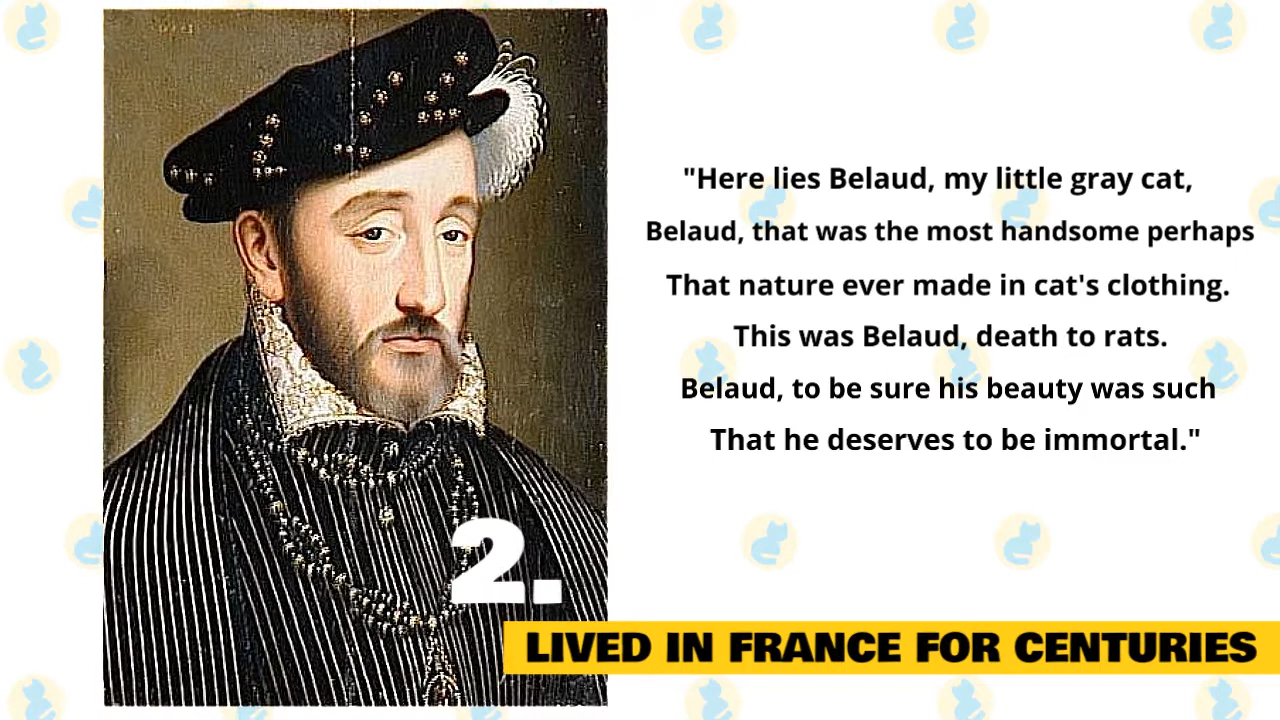 "Here lies Belaud, my little gray cat,
Belaud, that was the most handsome perhaps
That nature ever made in cat's clothing.
This was Belaud, death to rats.
Belaud, to be sure his beauty was such
That he deserves to be immortal."
2.
LIVED IN FRANCE FOR CENTURIES